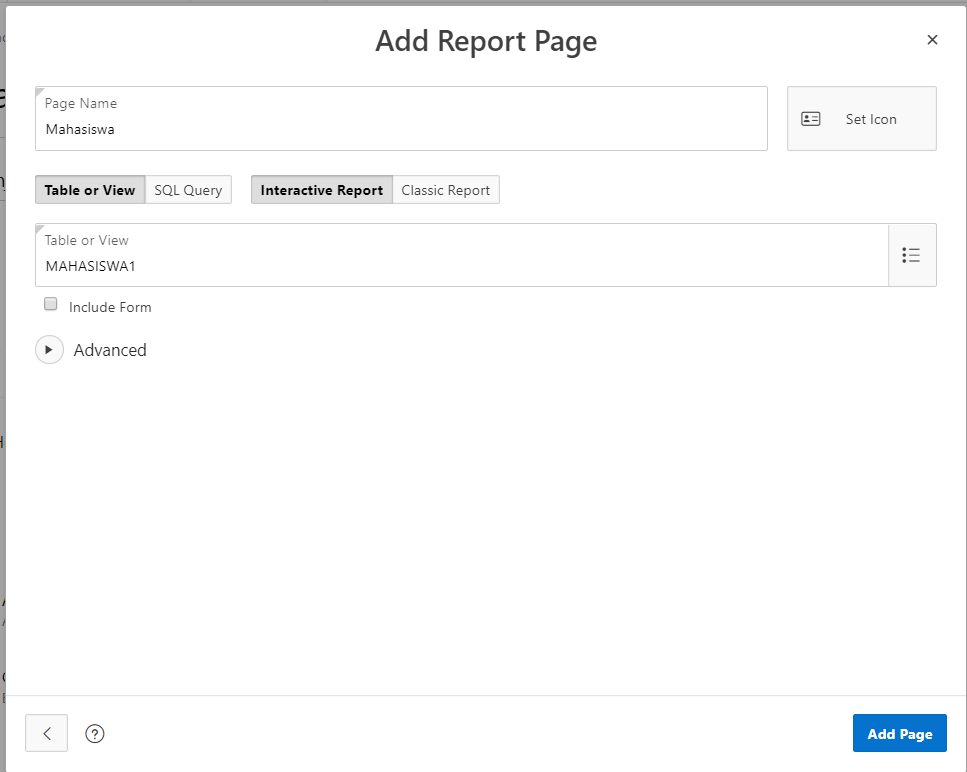 Add Report Page
Page Name
Mahasiswa
Set Icon
Table or View SQL Query Interactive Report Classic Report
Table or View
MAHASISWA1
Include Form
Advanced
Add Page